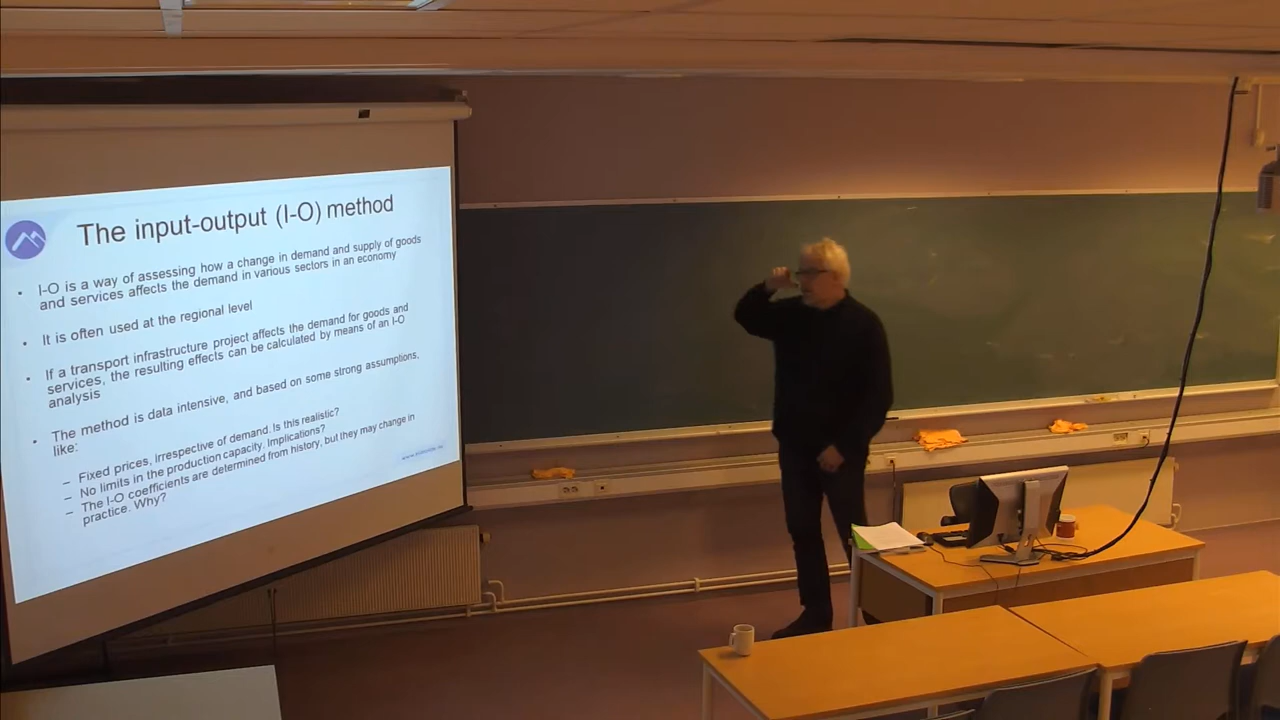 The input-output (I-O) method
• I-O is a way of assessing how a change in demand and supply of goods
and services affects the demand in various sectors in an economy
• It is often used at the regional level
• If a transport infrastructure project affects the demand for goods and
services, the resulting effects can be calculated by means of an I-O
analysis
• The method is data intensive, and based on some strong assumptions,
like:
– Fixed prices, irrespective of demand. Is this realistic?
– No limits in the production capacity. Implications?
– The I-O coefficients are determined from history, but they may change in
practice. Why?